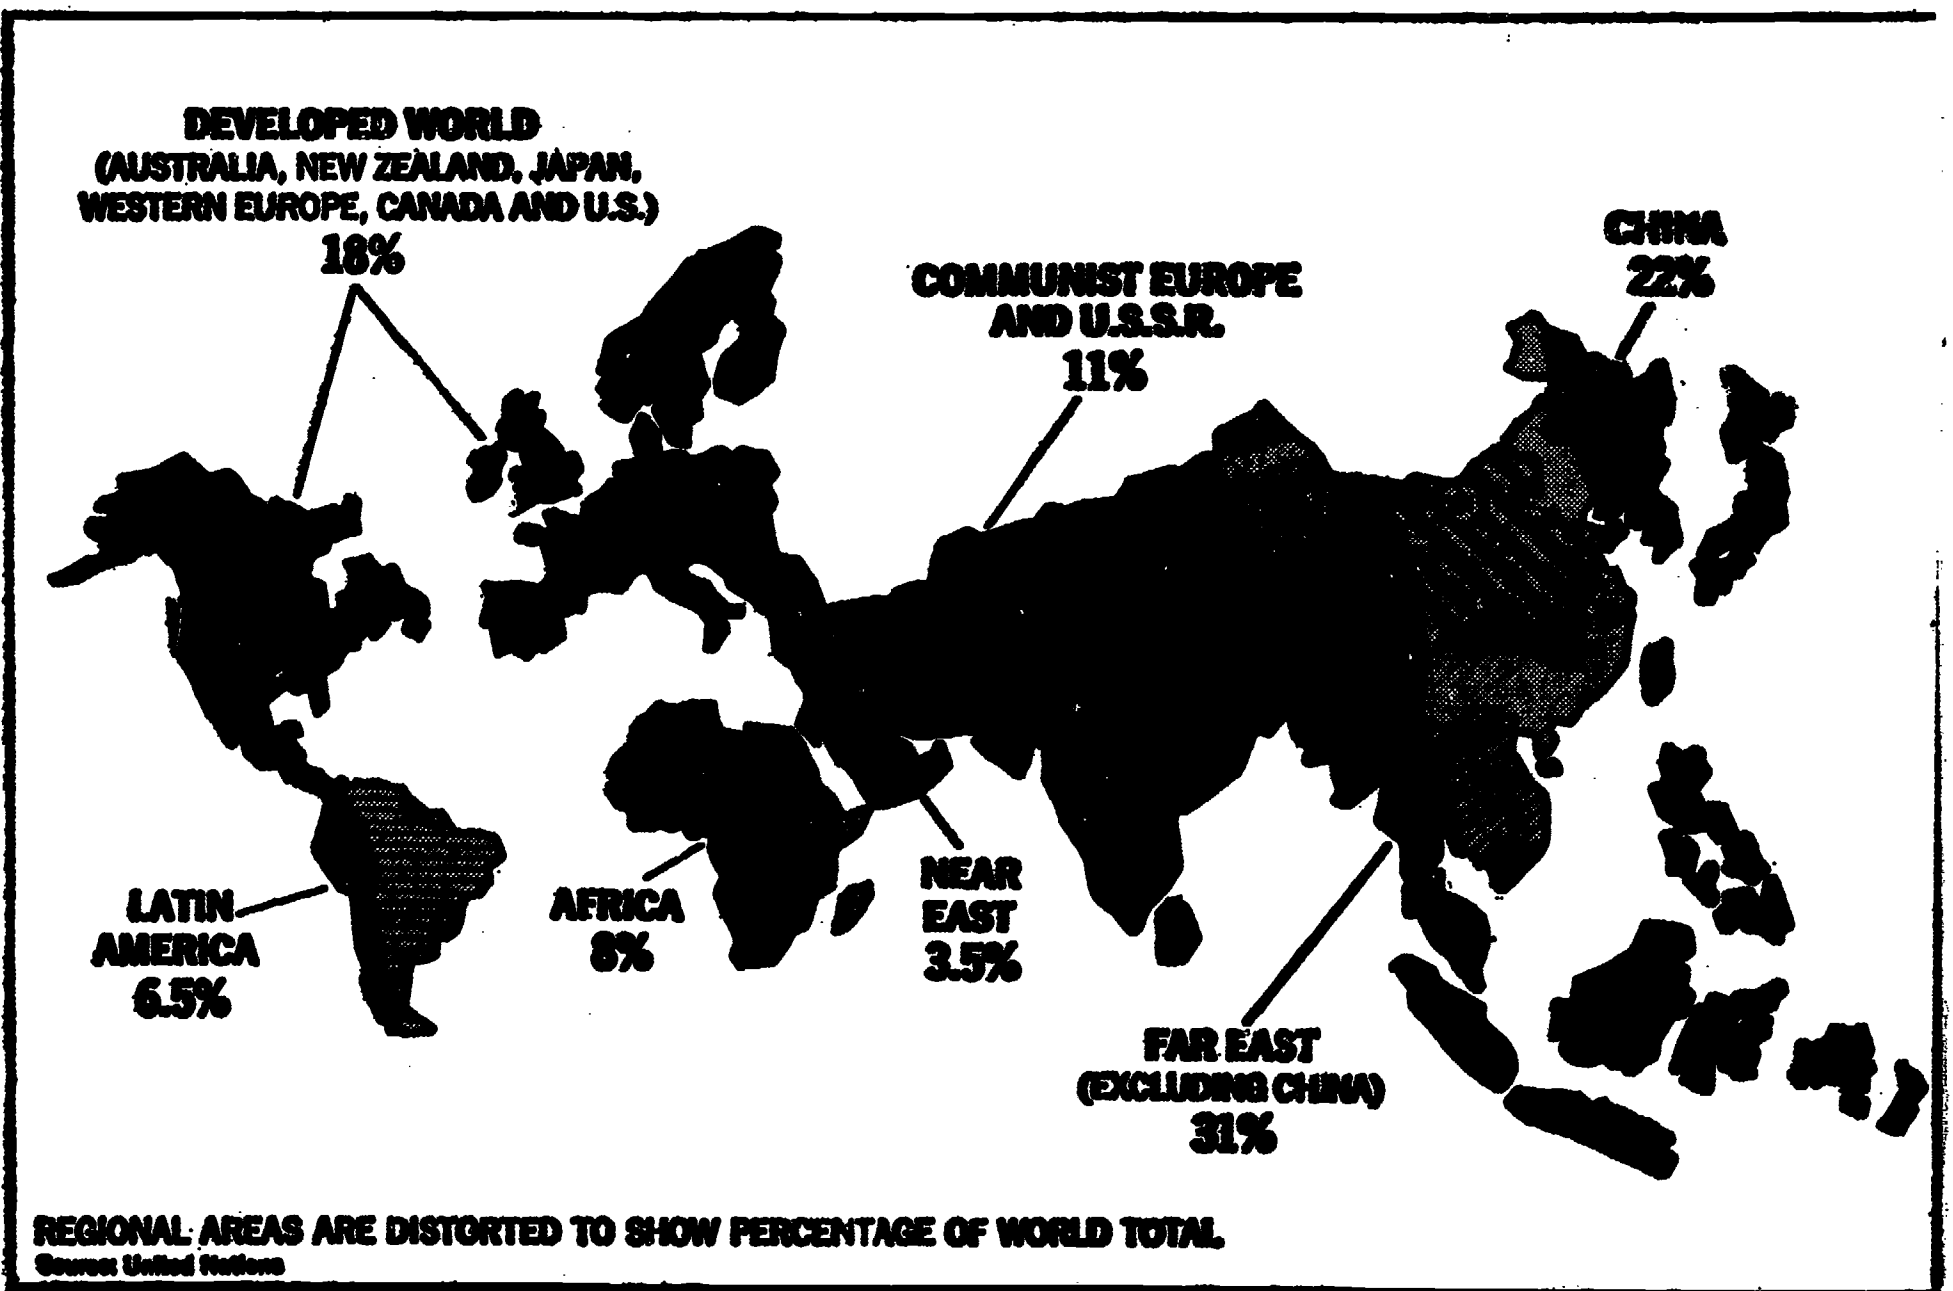 DEVELOPED WORLD
(AUSTRALIA, NEW ZEALAND, JAPAN,
WESTERN EUROPE, CANADA AND U.S.)
18%
COMMUNIST EUROPE
AND U.S.S.R.
11%
CHINA
22%
LATIN
AMERICA
6.5%
AFRICA
8%
NEAR
EAST
3.5%
FAR EAST
(EXCLUDING CHINA)
31%
REGIONAL AREAS ARE DISTORTED TO SHOW PERCENTAGE OF WORLD TOTAL.
Source: United Nations